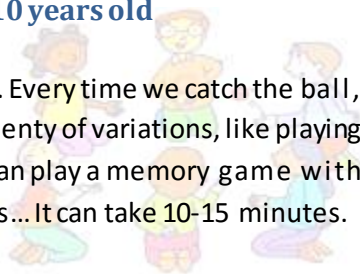 10 years old
. Every time we catch the ball,
enty of variations, like playing
an play a memory game with
s... It can take 10-15 minutes.